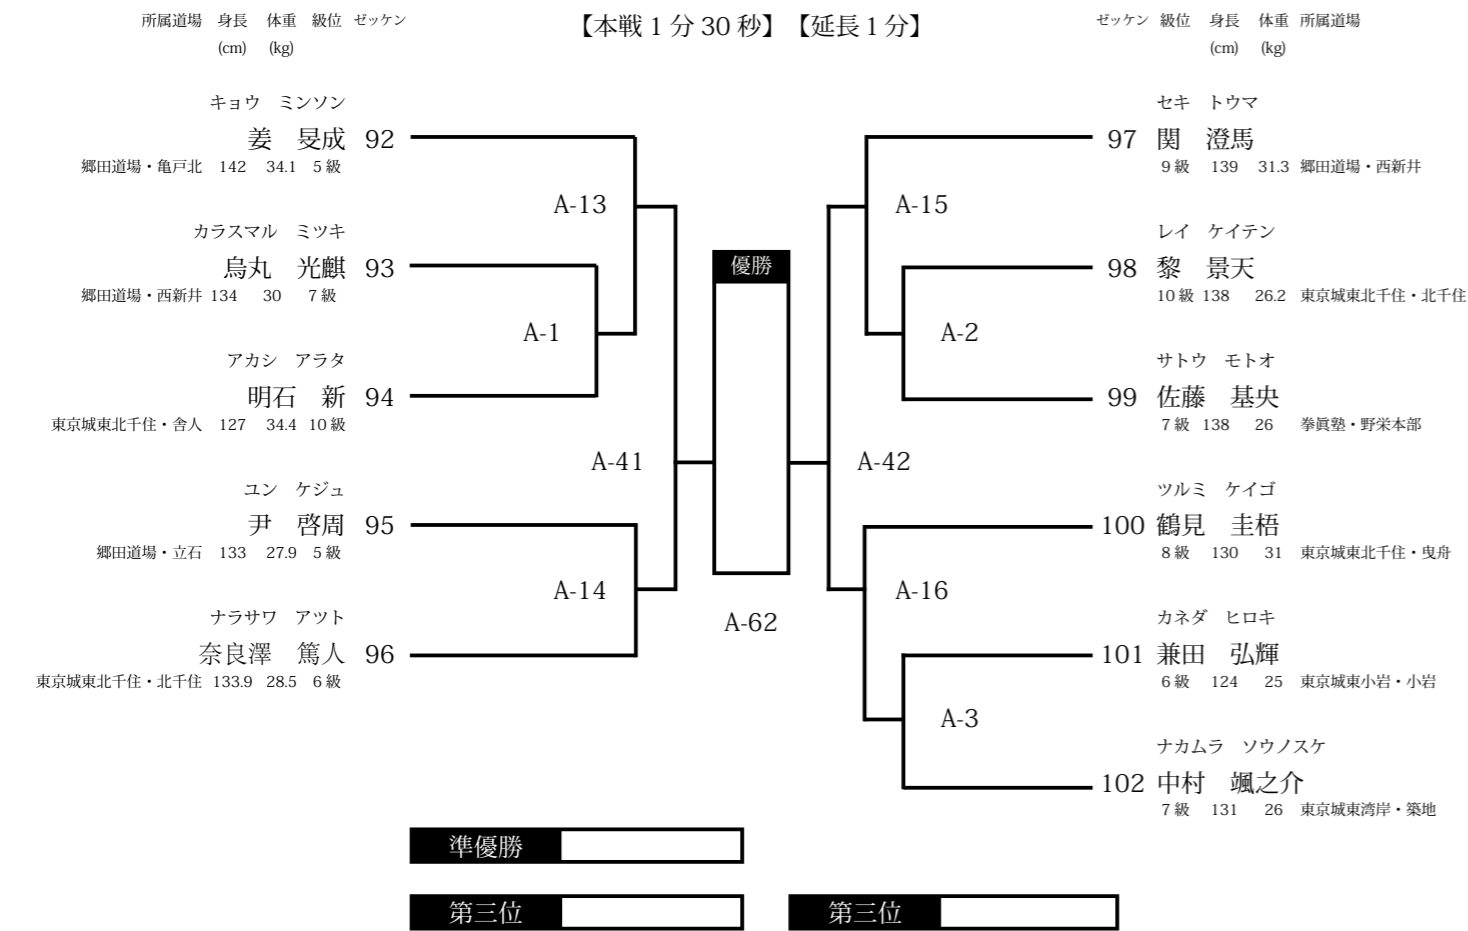 所属道場 身長 体重 級位 ゼッケン
(cm) (kg)
【本戦 1 分 30 秒】【延長 1 分】
ゼッケン 級位 身長 体重 所属道場
(cm) (kg)
キョウ ミンソン
姜 旻成 92
郷田道場・亀戸北 142 34.1 5 級
カラスマル ミツキ
烏丸 光麒 93
郷田道場・西新井 134 30 7 級
アカシ アラタ
明石 新 94
東京城東北千住・舎人 127 34.4 10 級
ユン ケジュ
尹 啓周 95
郷田道場・立石 133 27.9 5 級
ナラサワ アツト
奈良澤 篤人 96
東京城東北千住・北千住 133.9 28.5 6 級
A-13
A-1
A-41
A-14
優勝
A-62
A-15
A-2
A-42
A-16
A-3
セキ トウマ
97 関 澄馬
9 級 139 31.3 郷田道場・西新井
レイ ケイテン
98 黎 景天
10 級 138 26.2 東京城東北千住・北千住
サトウ モトオ
99 佐藤 基央
7 級 138 26 拳眞塾・野栄本部
ツルミ ケイゴ
100 鶴見 圭梧
8 級 130 31 東京城東北千住・曳舟
カネダ ヒロキ
101 兼田 弘輝
6 級 124 25 東京城東小岩・小岩
ナカムラ ソウノスケ
102 中村 颯之介
7 級 131 26 東京城東湾岸・築地
準優勝
第三位
第三位